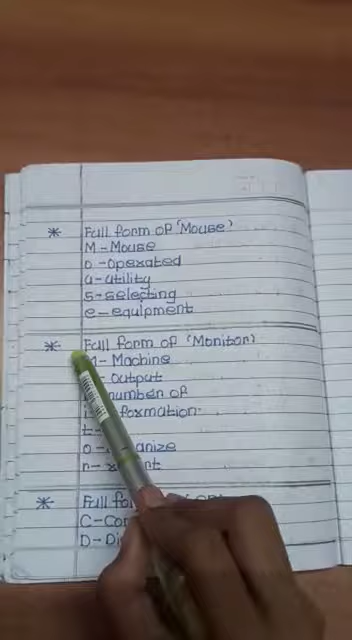 * Full form of 'Mouse'
M - Mouse
O - Operated
u - utility
s - selecting
e - equipment
* Full form of 'Monitor'
M - Machine
- output
number of
i formation
t -
o anize
n -
* Full fo
C - Co
D - Di